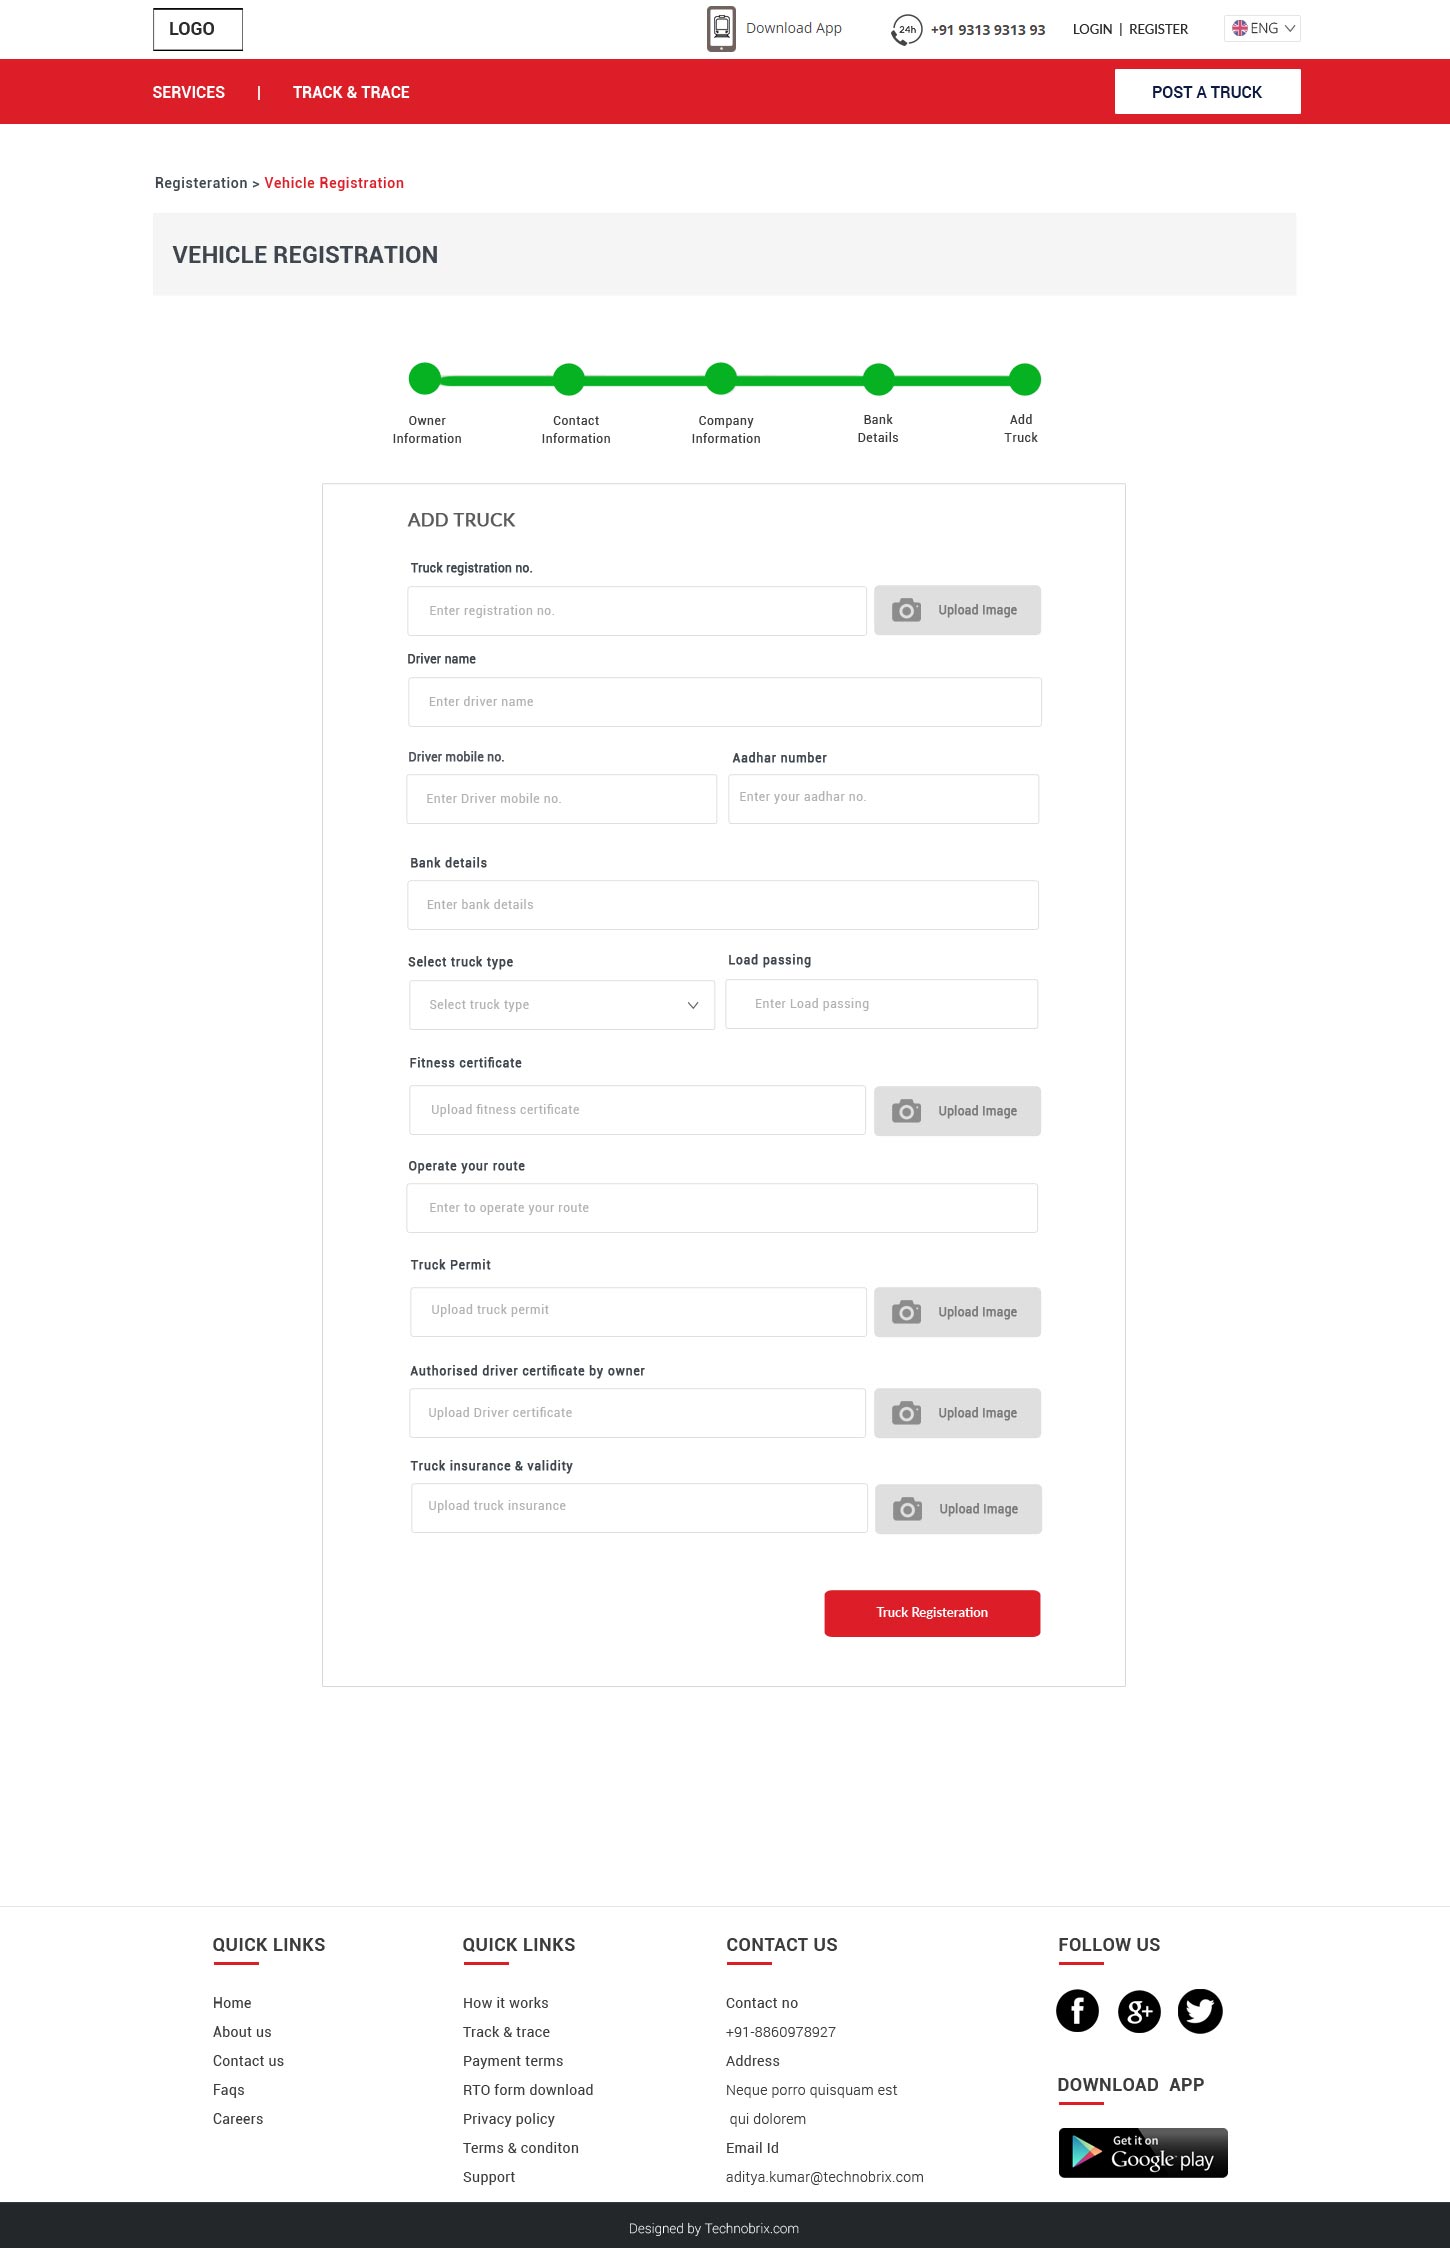 LOGO
Download App
24h
+91 9313 9313 93
LOGIN | REGISTER
ENG
SERVICES | TRACK & TRACE
POST A TRUCK
Registeration > Vehicle Registration
VEHICLE REGISTRATION
Owner
Information
Contact
Information
Company
Information
Bank
Details
Add
Truck
ADD TRUCK
Truck registration no.
Enter registration no.
Upload Image
Driver name
Enter driver name
Driver mobile no.
Aadhar number
Enter Driver mobile no.
Enter your aadhar no.
Bank details
Enter bank details
Select truck type
Load passing
Select truck type
Enter Load passing
Fitness certificate
Upload fitness certificate
Upload Image
Operate your route
Enter to operate your route
Truck Permit
Upload truck permit
Upload Image
Authorised driver certificate by owner
Upload Driver certificate
Upload Image
Truck insurance & validity
Upload truck insurance
Upload Image
Truck Registeration
QUICK LINKS
Home
About us
Contact us
Faqs
Careers
QUICK LINKS
How it works
Track & trace
Payment terms
RTO form download
Privacy policy
Terms & conditon
Support
CONTACT US
Contact no
+91-8860978927
Address
Neque porro quisquam est
qui dolorem
Email Id
aditya.kumar@technobrix.com
FOLLOW US
f
g+
DOWNLOAD APP
Get it on
Google play
Designed by Technobrix.com